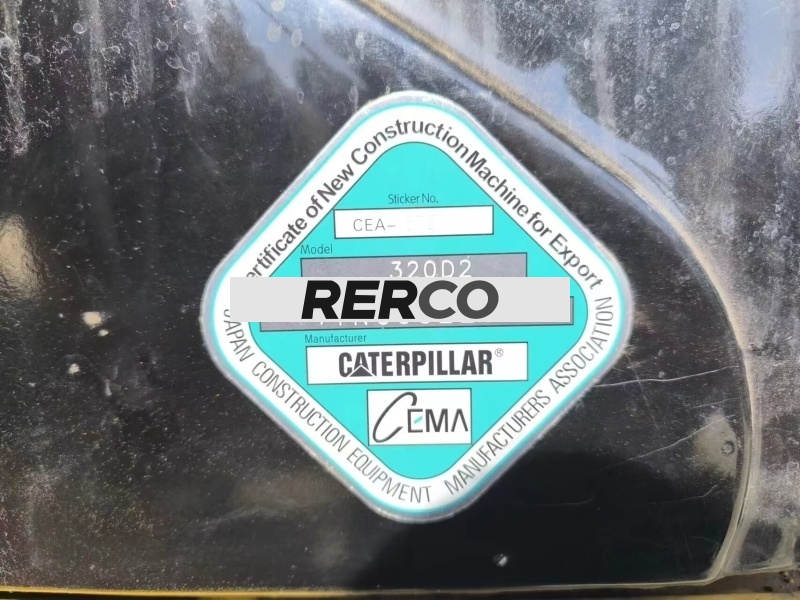 Certificate of New Construction Machine for Export
Sticker No.
CEA-
Model
320D2
RERCO
Manufacturer
CATERPILLAR®
CEMA
JAPAN CONSTRUCTION EQUIPMENT MANUFACTURERS ASSOCIATION